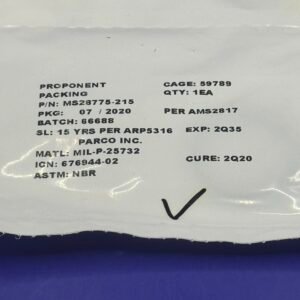 PROPONENT CAGE: 59789
PACKING QTY: 1EA
P/N: MS28775-215
PKG: 07 / 2020 PER AMS2817
BATCH: 66688
SL: 15 YRS PER ARP5316 EXP: 2Q35
PARCO INC.
MATL: MIL-P-25732
ICN: 676944-02 CURE: 2Q20
ASTM: NBR